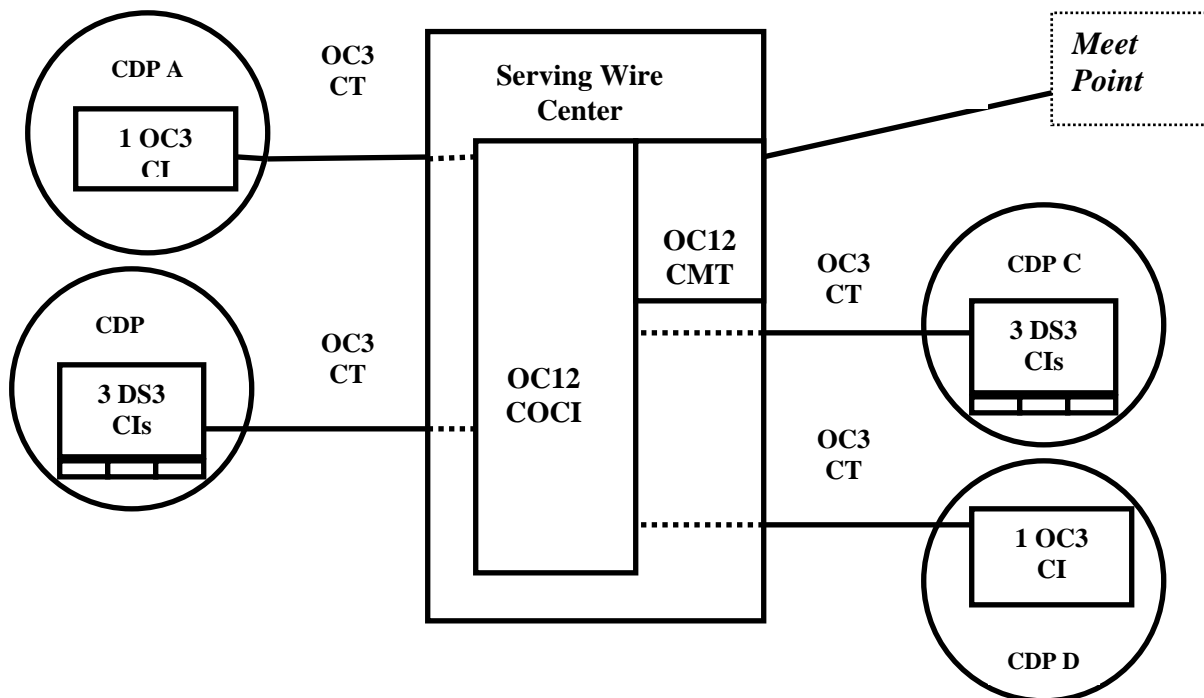 CDP A
1 OC3
CI
OC3
CT
Serving Wire
Center
Meet
Point
OC12
CMT
OC12
COCI
CDP
3 DS3
CIs
OC3
CT
OC3
CT
CDP C
3 DS3
CIs
OC3
CT
1 OC3
CI
CDP D